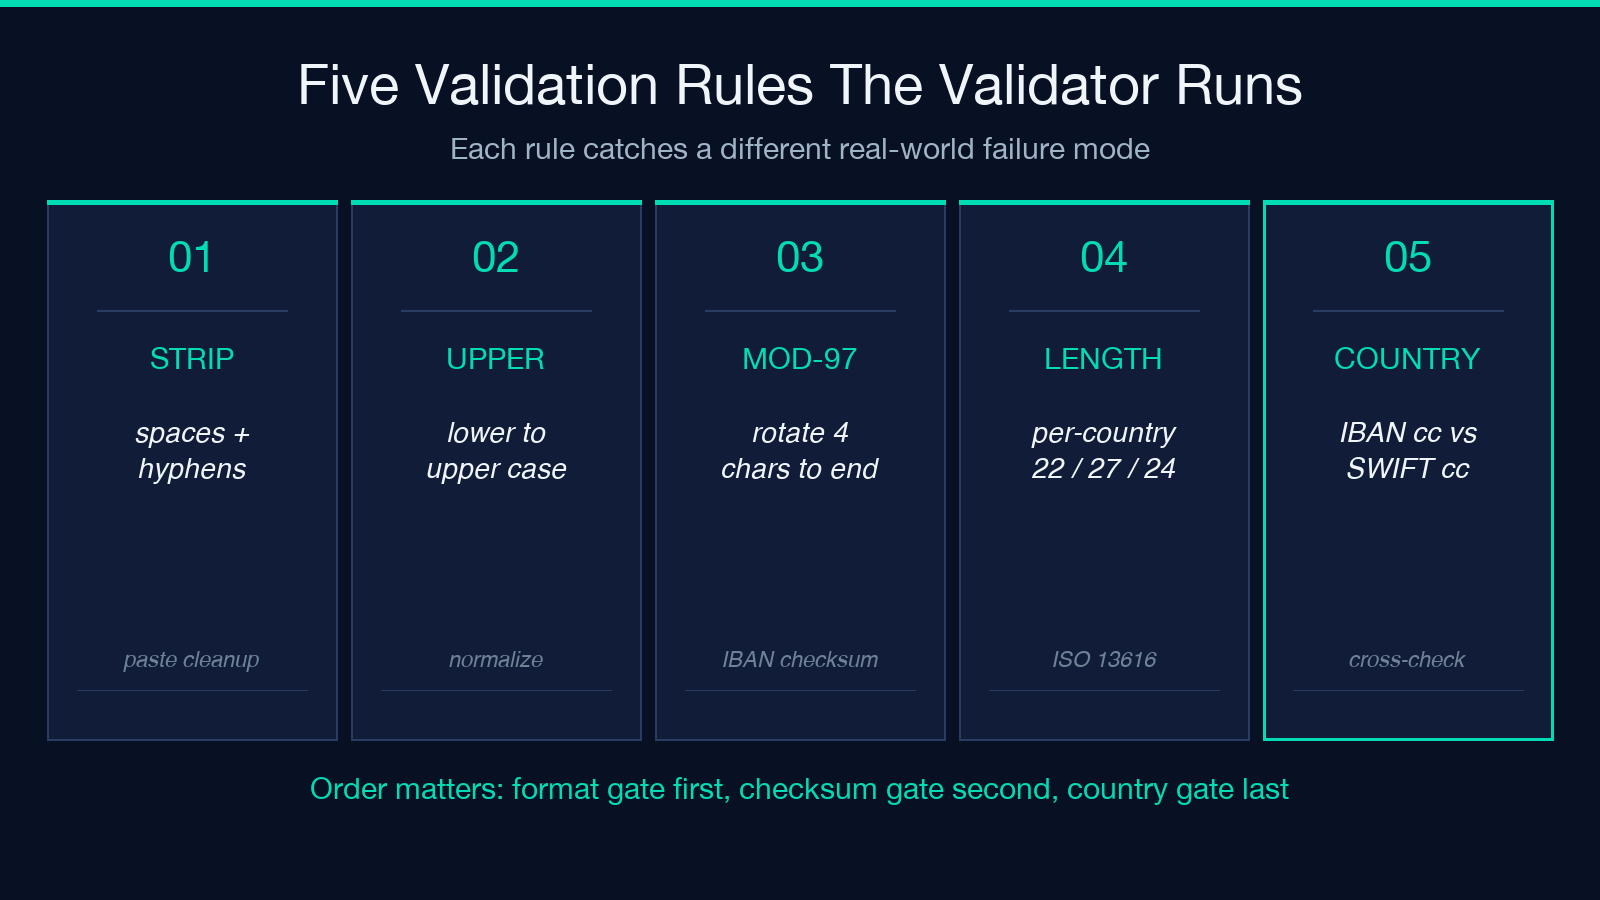 Five Validation Rules The Validator Runs
Each rule catches a different real-world failure mode
01
STRIP
spaces +
hyphens
paste cleanup
02
UPPER
lower to
upper case
normalize
03
MOD-97
rotate 4
chars to end
IBAN checksum
04
LENGTH
per-country
22 / 27 / 24
ISO 13616
05
COUNTRY
IBAN cc vs
SWIFT cc
cross-check
Order matters: format gate first, checksum gate second, country gate last